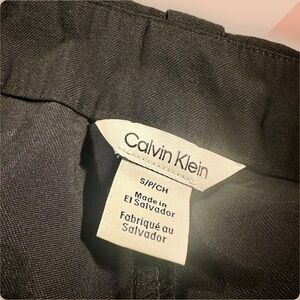 Calvin Klein
S/P/CH
Made in
El Salvador
Fabriqué au
Salvador